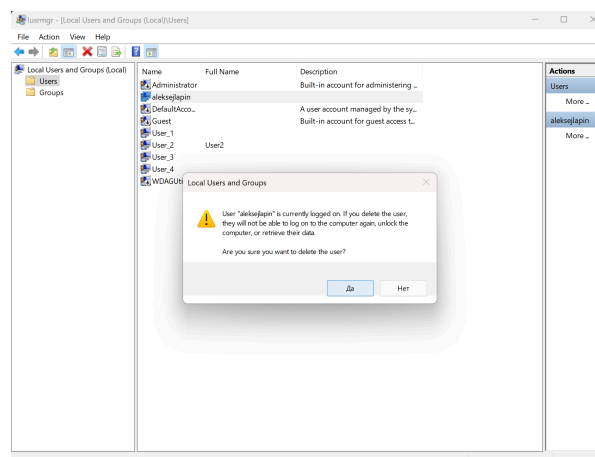 lusrmgr - [Local Users and Groups (Local)\Users]
File Action View Help
Local Users and Groups (Local)
Users
Groups
Name Full Name Description
Administrator Built-in account for administering ...
aleksejlapin
DefaultAcco... A user account managed by the sy...
Guest Built-in account for guest access t...
User_1
User_2 User2
User_3
User_4
WDAGUti
Actions
Users
More ...
aleksejlapin
More ...
Local Users and Groups
User "aleksejlapin" is currently logged on. If you delete the user,
they will not be able to log on to the computer again, unlock the
computer, or retrieve their data.
Are you sure you want to delete the user?
Да Нет